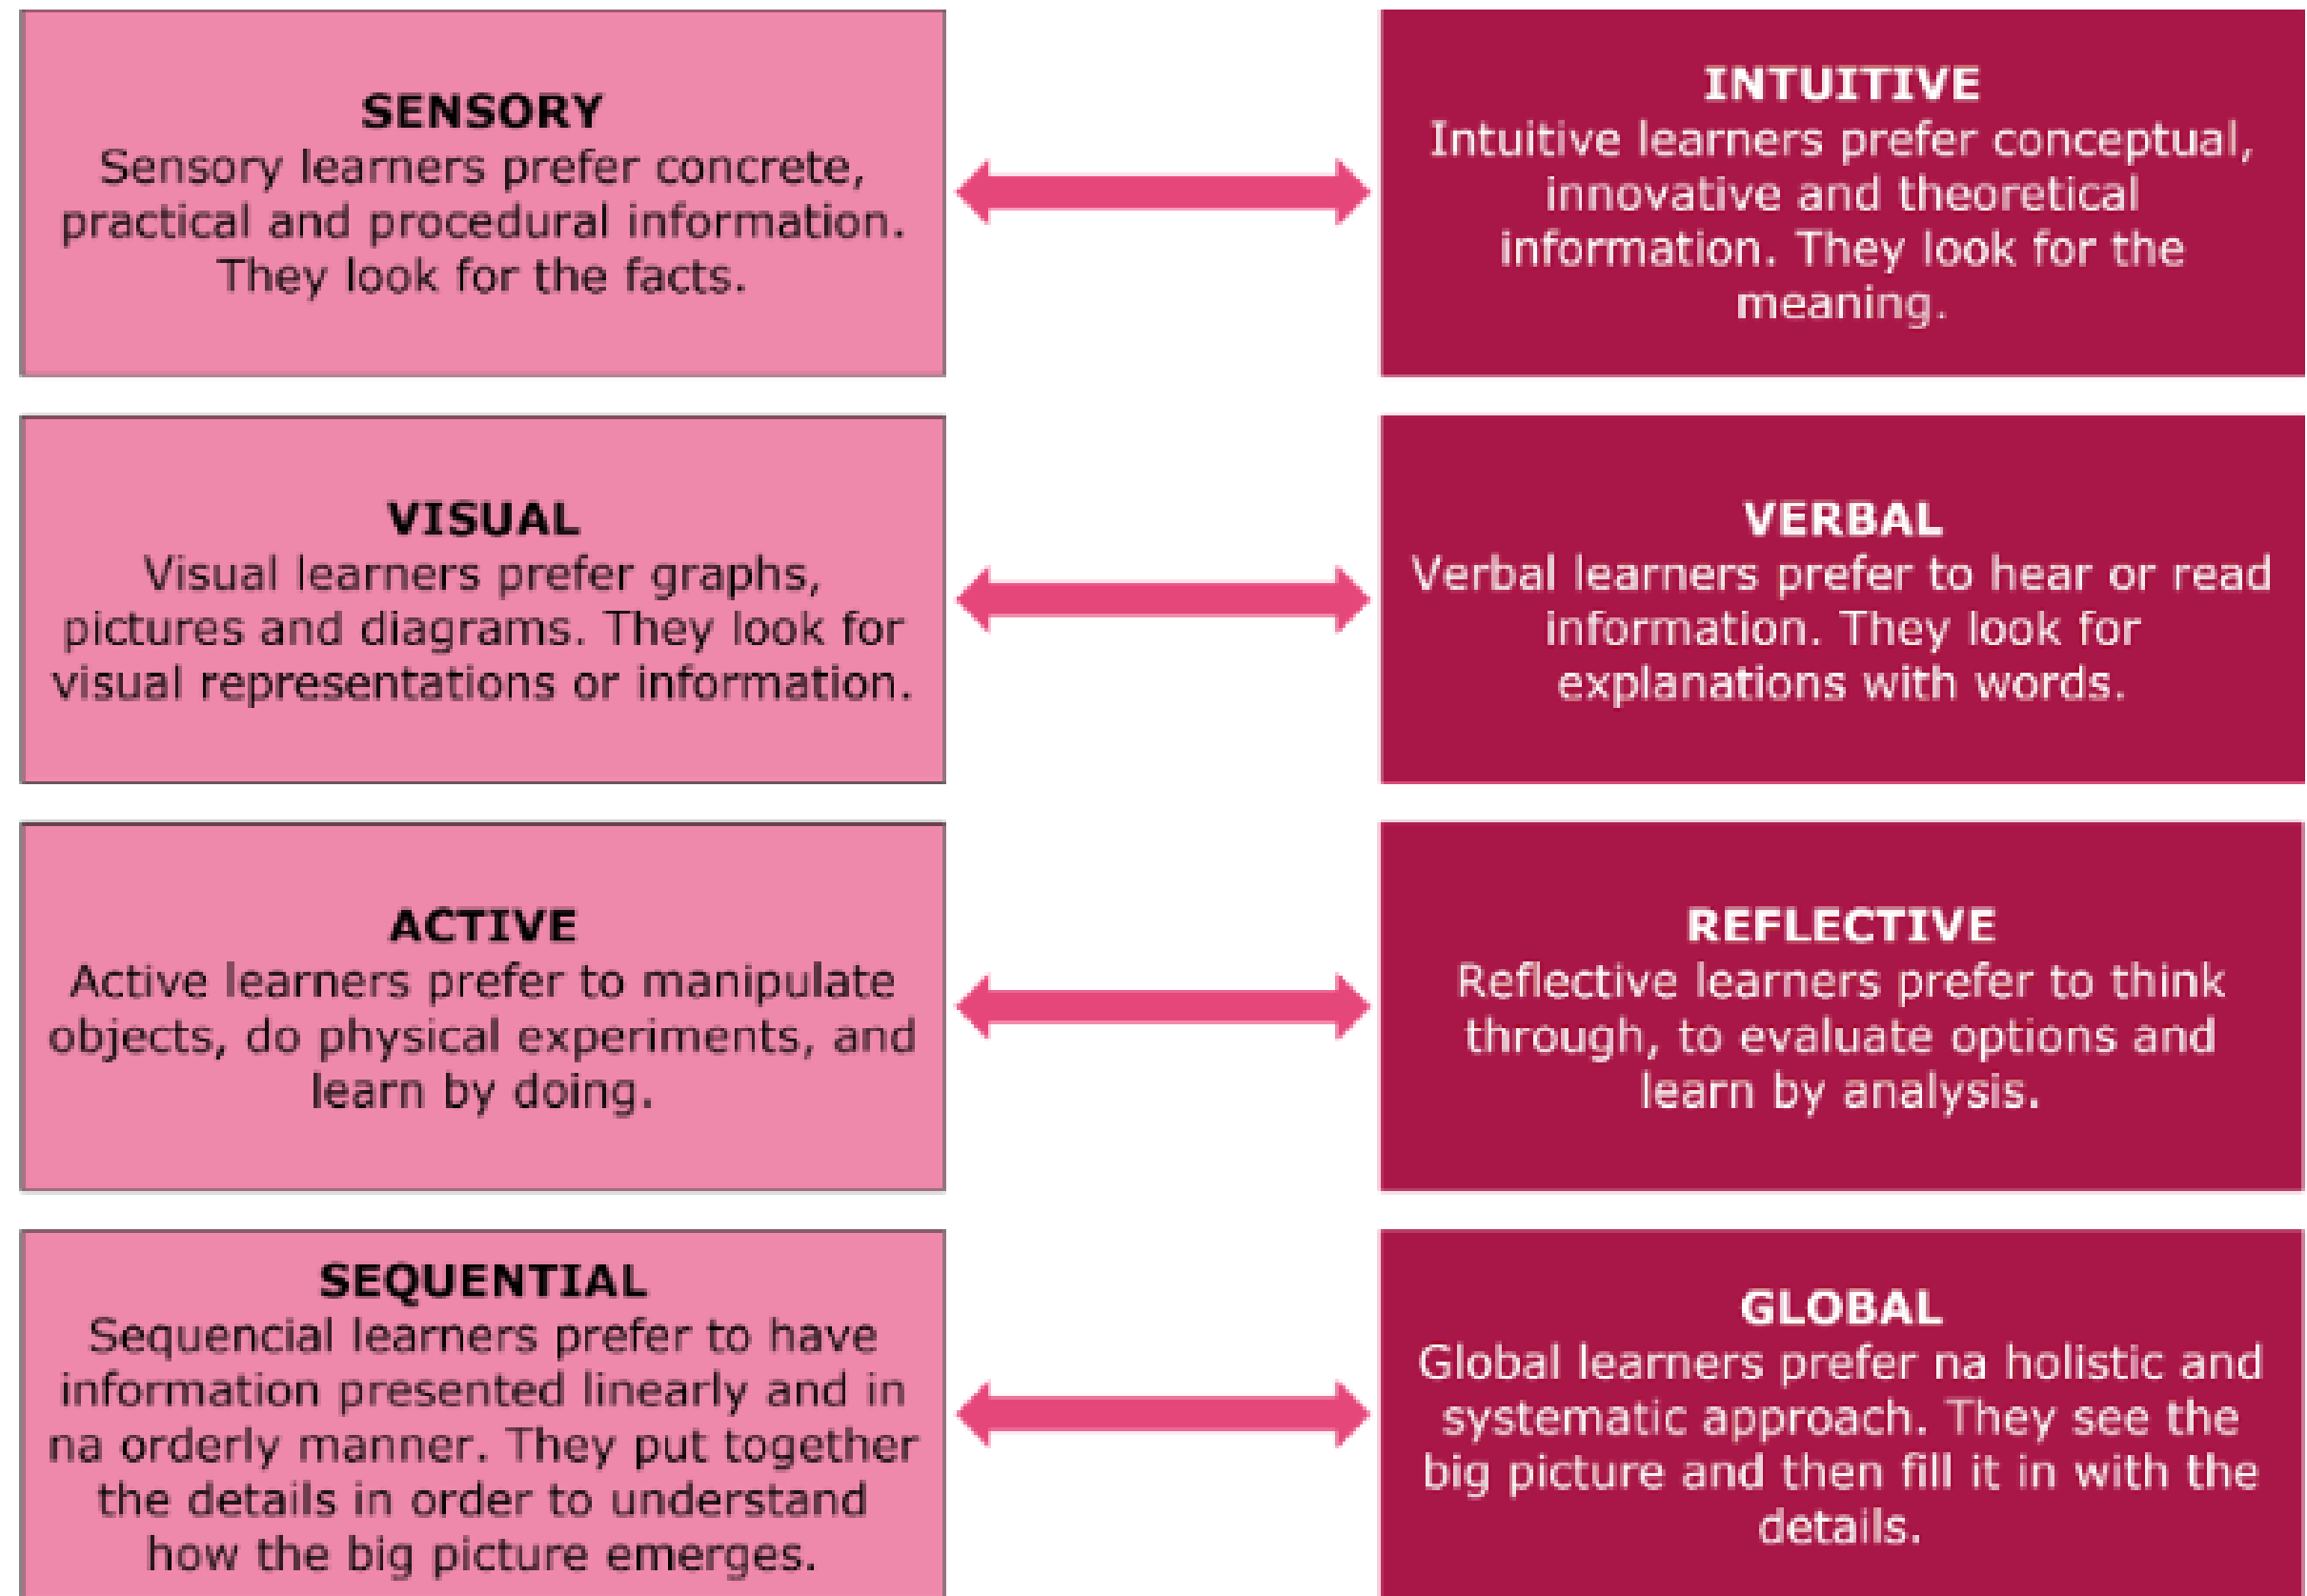 SENSORY
Sensory learners prefer concrete,
practical and procedural information.
They look for the facts.
INTUITIVE
Intuitive learners prefer conceptual,
innovative and theoretical
information. They look for the
meaning.
VISUAL
Visual learners prefer graphs,
pictures and diagrams. They look for
visual representations or information.
VERBAL
Verbal learners prefer to hear or read
information. They look for
explanations with words.
ACTIVE
Active learners prefer to manipulate
objects, do physical experiments, and
learn by doing.
REFLECTIVE
Reflective learners prefer to think
through, to evaluate options and
learn by analysis.
SEQUENTIAL
Sequencial learners prefer to have
information presented linearly and in
na orderly manner. They put together
the details in order to understand
how the big picture emerges.
GLOBAL
Global learners prefer na holistic and
systematic approach. They see the
big picture and then fill it in with the
details.